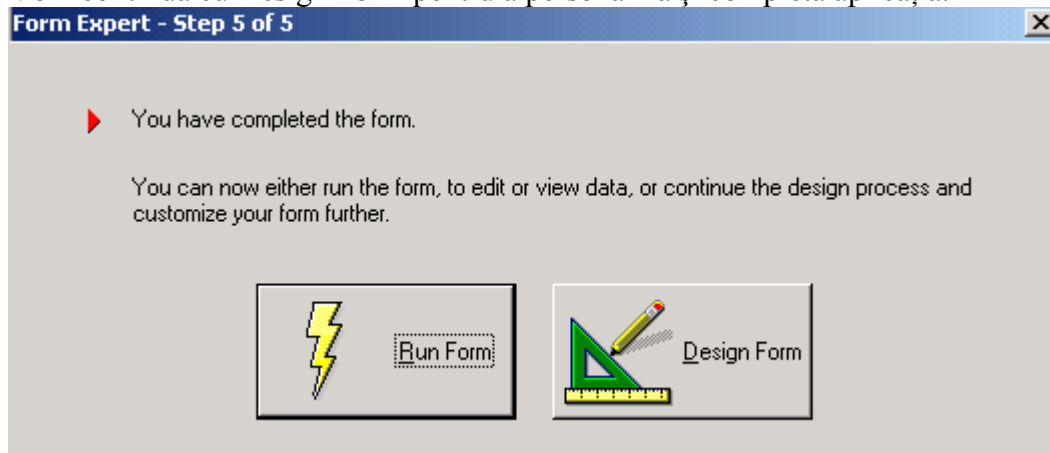 Form Expert - Step 5 of 5
You have completed the form.
You can now either run the form, to edit or view data, or continue the design process and
customize your form further.
Run Form
Design Form